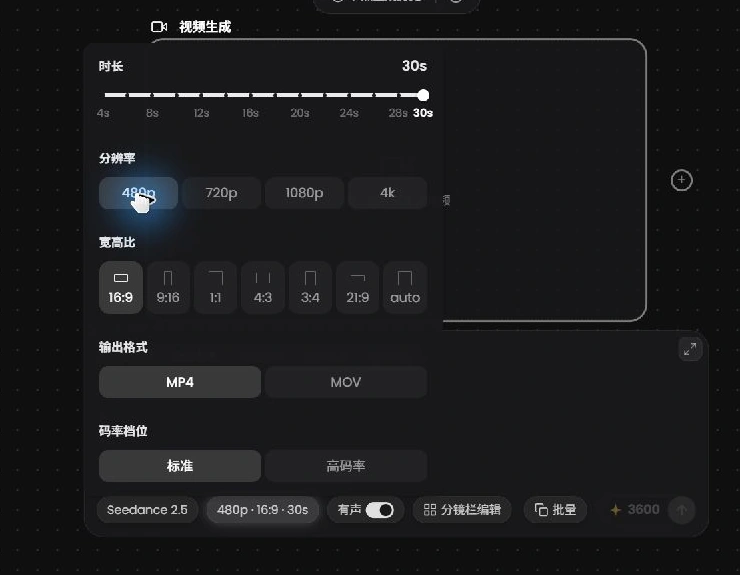 视频生成
时长 30s
4s 8s 12s 16s 20s 24s 28s 30s
分辨率
480p 720p 1080p 4k
宽高比
16:9 9:16 1:1 4:3 3:4 21:9 auto
输出格式
MP4 MOV
码率档位
标准 高码率
Seedance 2.5 480p · 16:9 · 30s 有声 分镜栏编辑 批量 3600